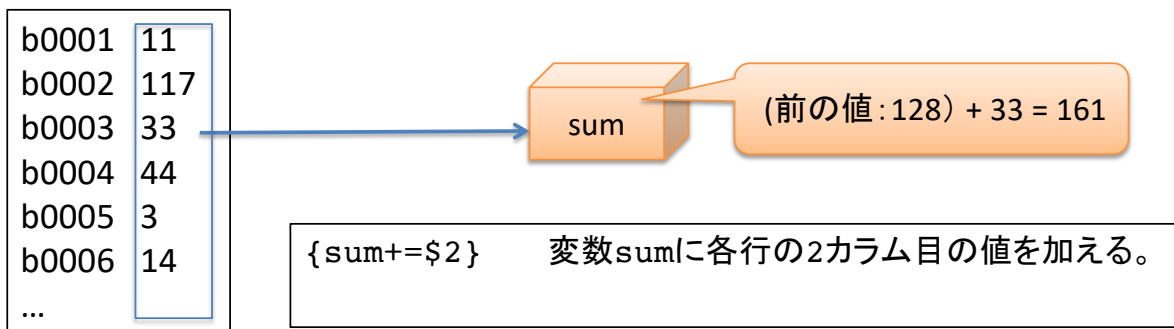 b0001 11
b0002 117
b0003 33
b0004 44
b0005 3
b0006 14
…
sum
(前の値:128) + 33 = 161
{sum+=$2} 変数sumに各行の2カラム目の値を加える。